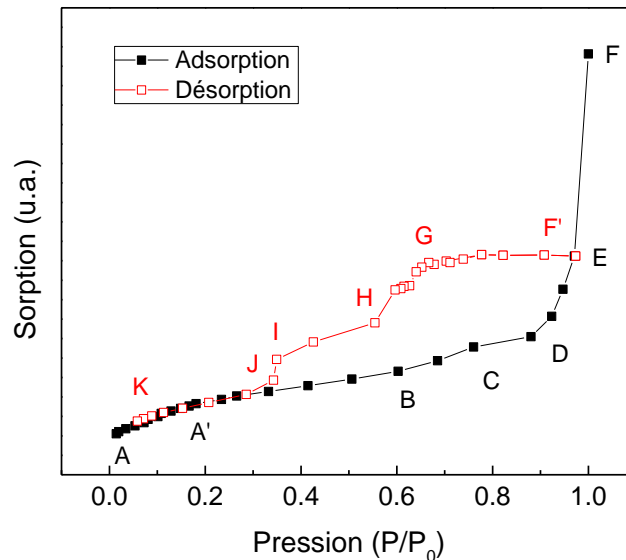 F
Adsorption
Désorption
F'
G
E
H
I
D
J
C
K
B
A'
A
Sorption (u.a.)
0.0 0.2 0.4 0.6 0.8 1.0
Pression (P/P₀)